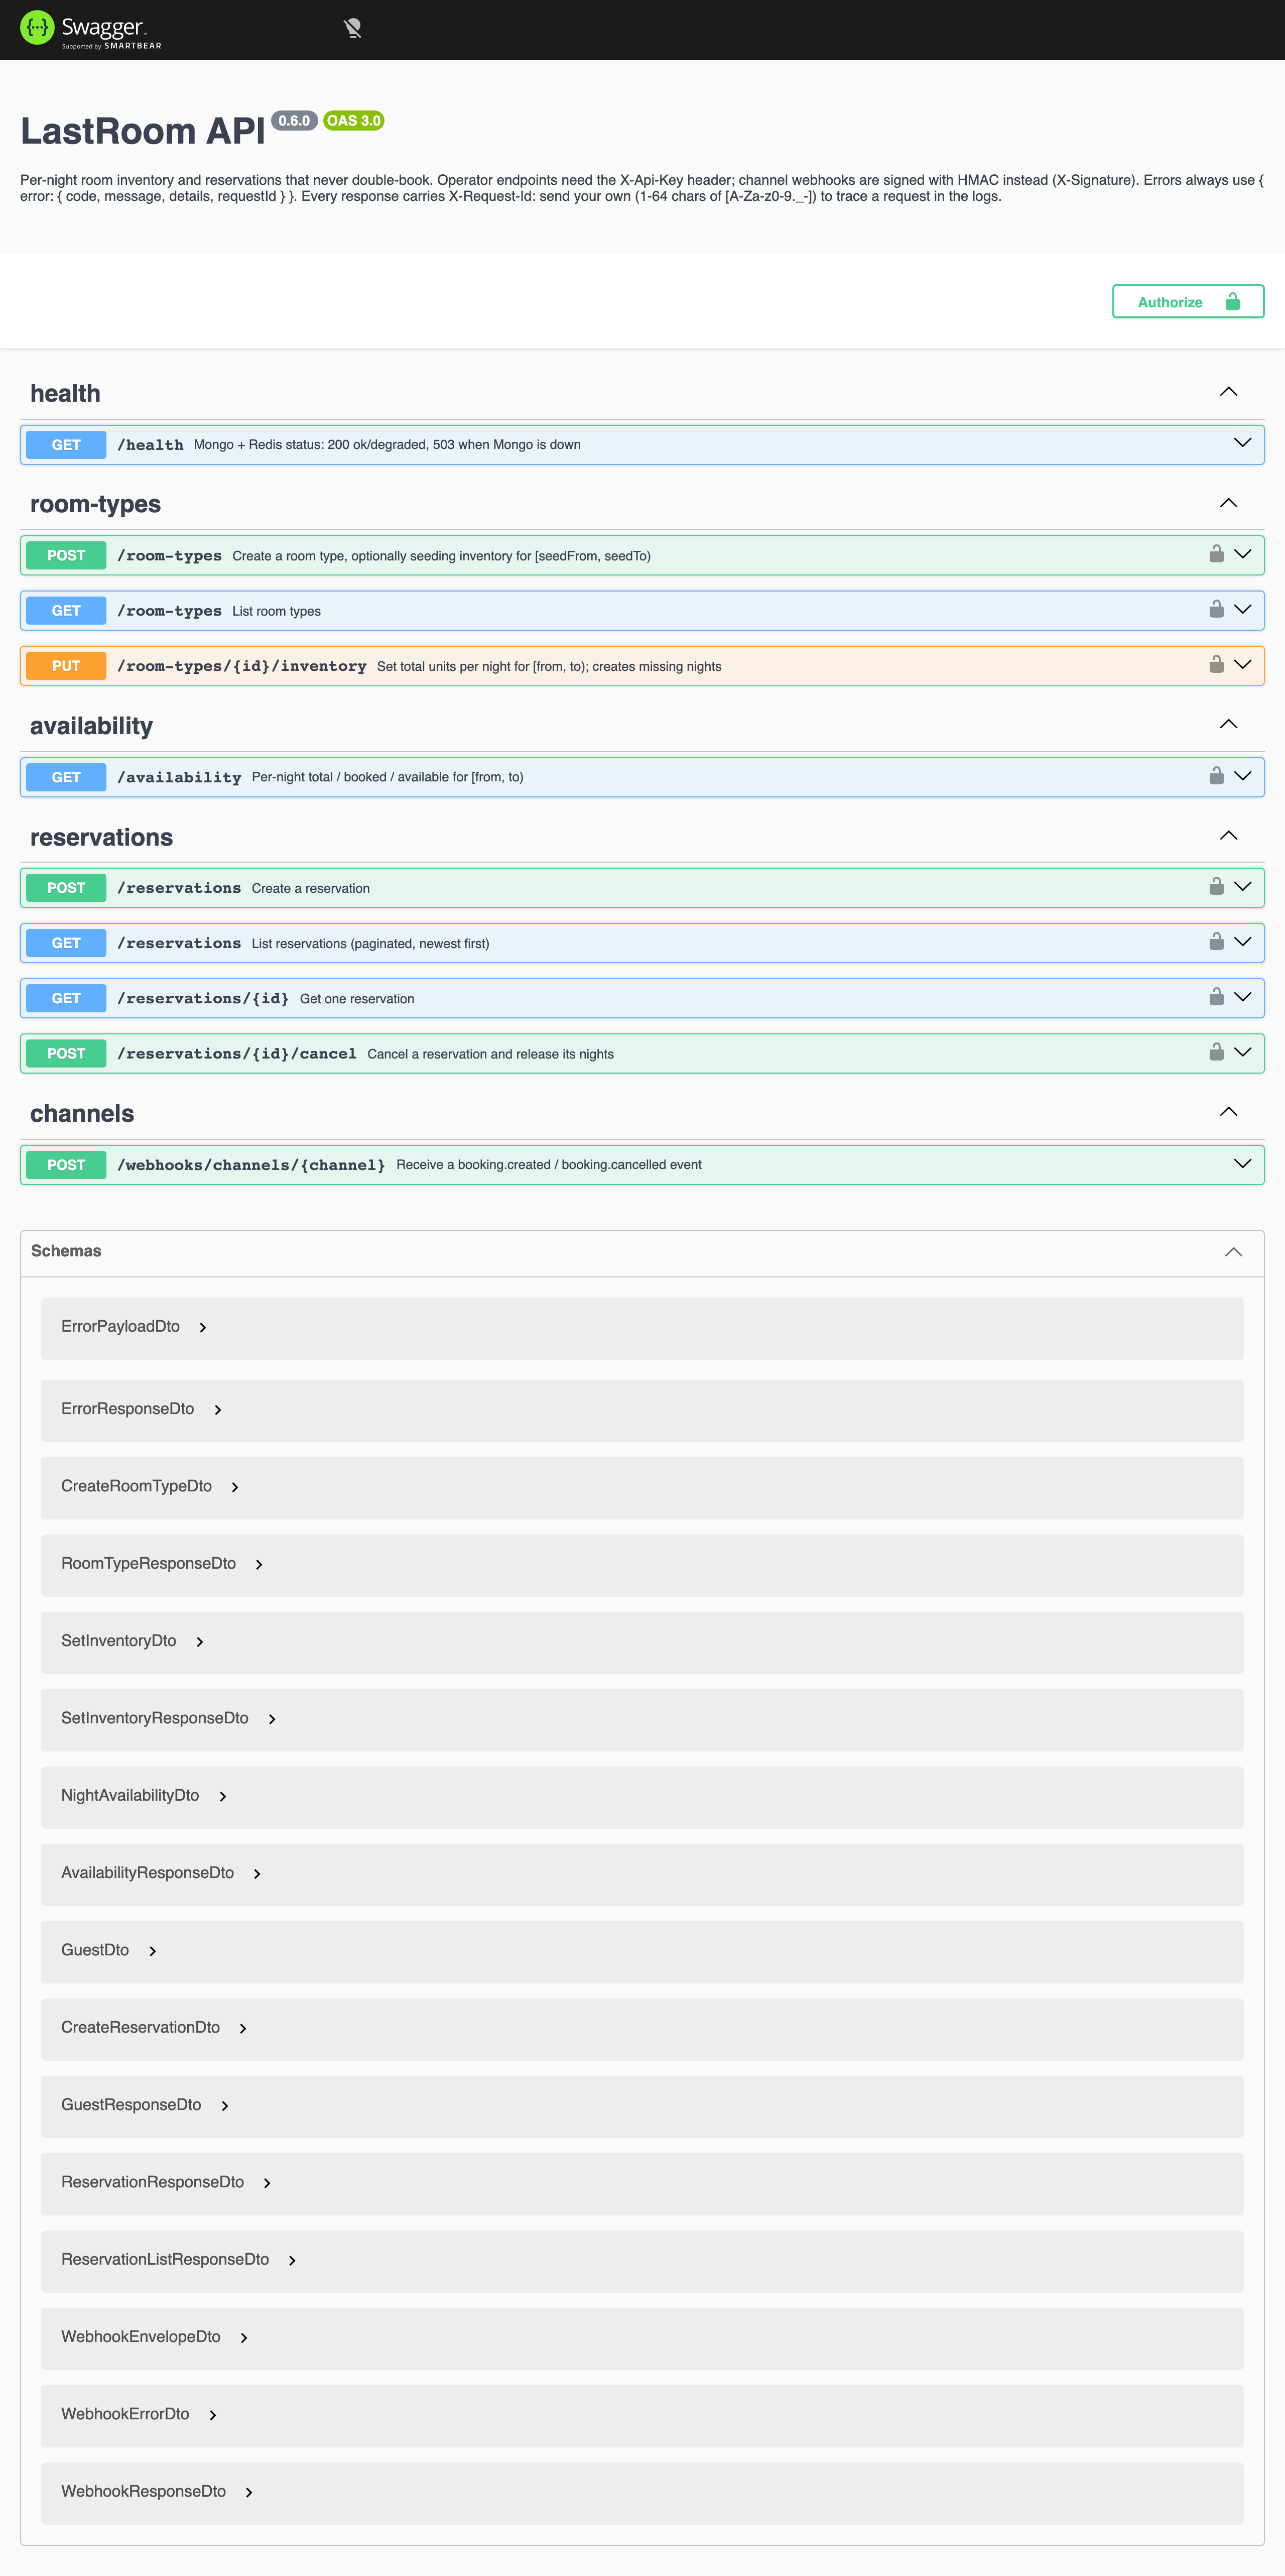 Swagger
Supported by SMARTBEAR
LastRoom API 0.6.0 OAS 3.0
Per-night room inventory and reservations that never double-book. Operator endpoints need the X-Api-Key header; channel webhooks are signed with HMAC instead (X-Signature). Errors always use {
error: { code, message, details, requestId } }. Every response carries X-Request-Id: send your own (1-64 chars of [A-Za-z0-9._-]) to trace a request in the logs.
Authorize
health
GET /health Mongo + Redis status: 200 ok/degraded, 503 when Mongo is down
room-types
POST /room-types Create a room type, optionally seeding inventory for [seedFrom, seedTo)
GET /room-types List room types
PUT /room-types/{id}/inventory Set total units per night for [from, to); creates missing nights
availability
GET /availability Per-night total / booked / available for [from, to)
reservations
POST /reservations Create a reservation
GET /reservations List reservations (paginated, newest first)
GET /reservations/{id} Get one reservation
POST /reservations/{id}/cancel Cancel a reservation and release its nights
channels
POST /webhooks/channels/{channel} Receive a booking.created / booking.cancelled event
Schemas
ErrorPayloadDto
ErrorResponseDto
CreateRoomTypeDto
RoomTypeResponseDto
SetInventoryDto
SetInventoryResponseDto
NightAvailabilityDto
AvailabilityResponseDto
GuestDto
CreateReservationDto
GuestResponseDto
ReservationResponseDto
ReservationListResponseDto
WebhookEnvelopeDto
WebhookErrorDto
WebhookResponseDto